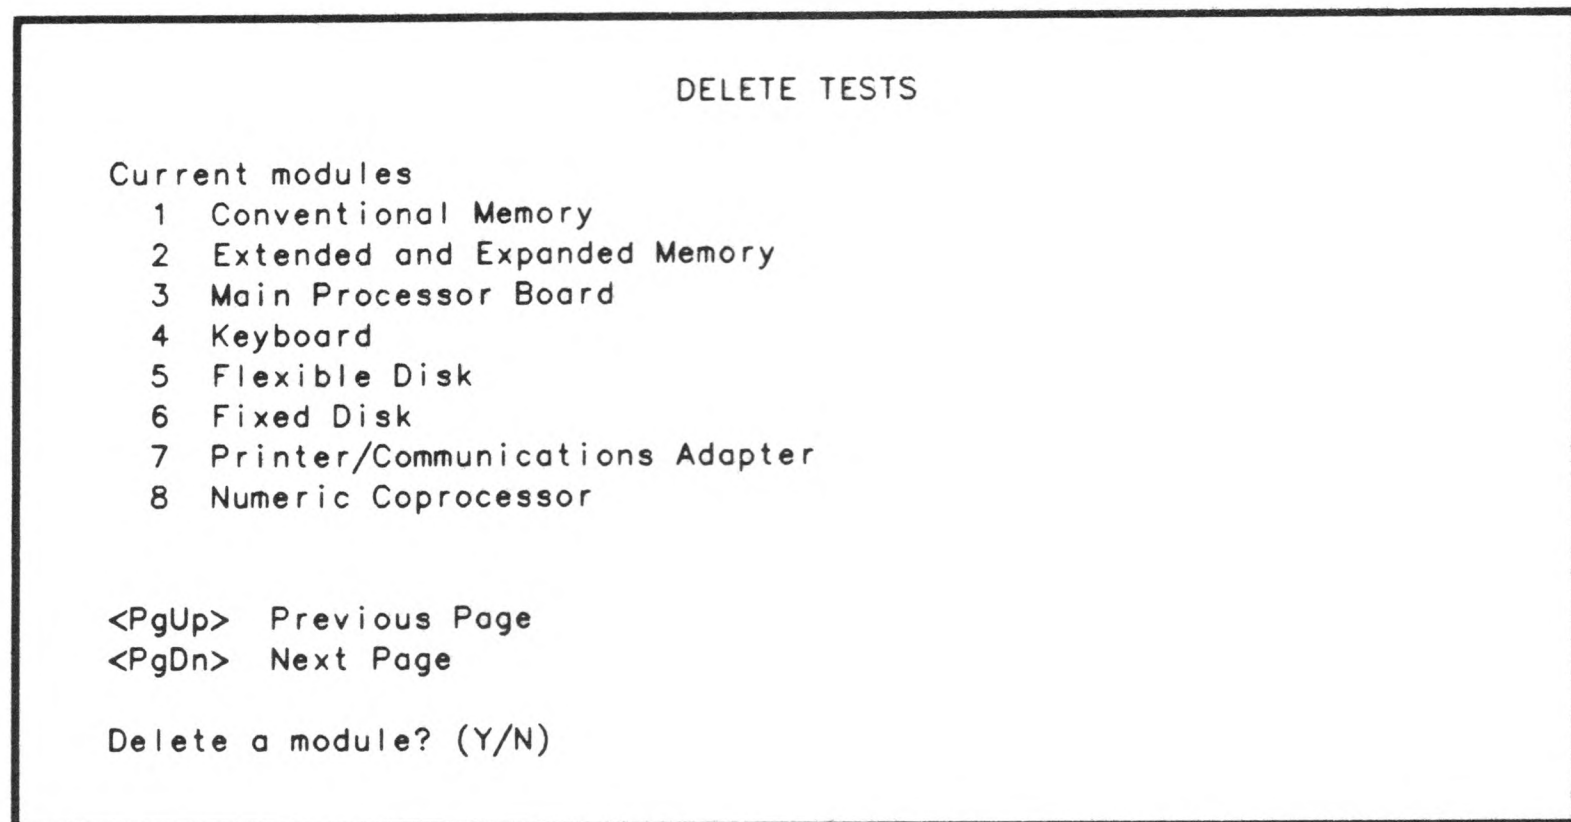 DELETE TESTS
Current modules
1 Conventional Memory
2 Extended and Expanded Memory
3 Main Processor Board
4 Keyboard
5 Flexible Disk
6 Fixed Disk
7 Printer/Communications Adapter
8 Numeric Coprocessor
<PgUp> Previous Page
<PgDn> Next Page
Delete a module? (Y/N)